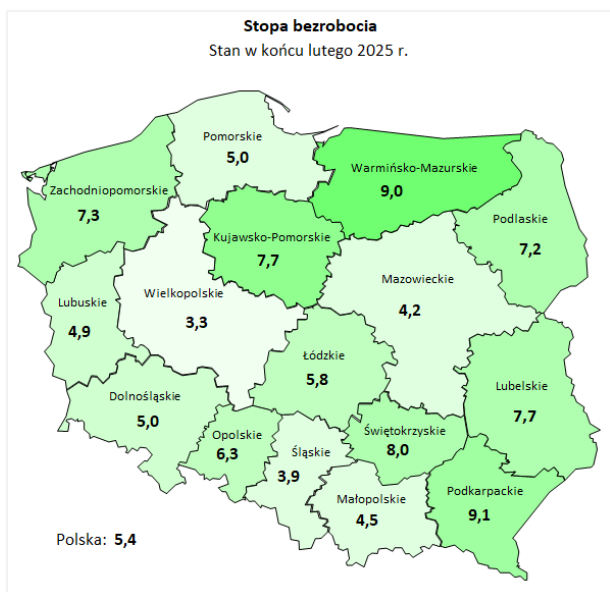 Stopa bezrobocia
Stan w końcu lutego 2025 r.
Pomorskie
5,0
Warmińsko-Mazurskie
9,0
Zachodniopomorskie
7,3
Podlaskie
7,2
Kujawsko-Pomorskie
7,7
Mazowieckie
4,2
Wielkopolskie
3,3
Lubuskie
4,9
Łódzkie
5,8
Lubelskie
7,7
Dolnośląskie
5,0
Opolskie
6,3
Śląskie
3,9
Świętokrzyskie
8,0
Małopolskie
4,5
Podkarpackie
9,1
Polska: 5,4